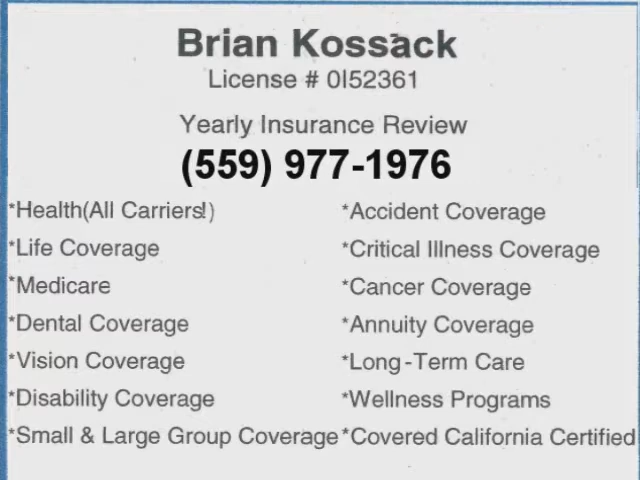 Brian Kossack
License # 0I52361
Yearly Insurance Review
(559) 977-1976
*Health(All Carriers!)
*Life Coverage
*Medicare
*Dental Coverage
*Vision Coverage
*Disability Coverage
*Small & Large Group Coverage
*Accident Coverage
*Critical Illness Coverage
*Cancer Coverage
*Annuity Coverage
*Long-Term Care
*Wellness Programs
*Covered California Certified